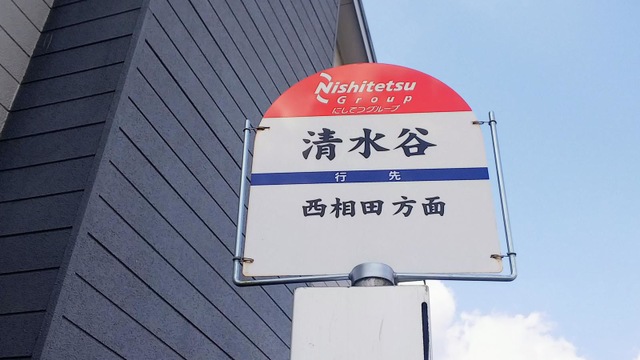 Nishitetsu
Group
にしてつグループ
清水谷
行先
西相田方面